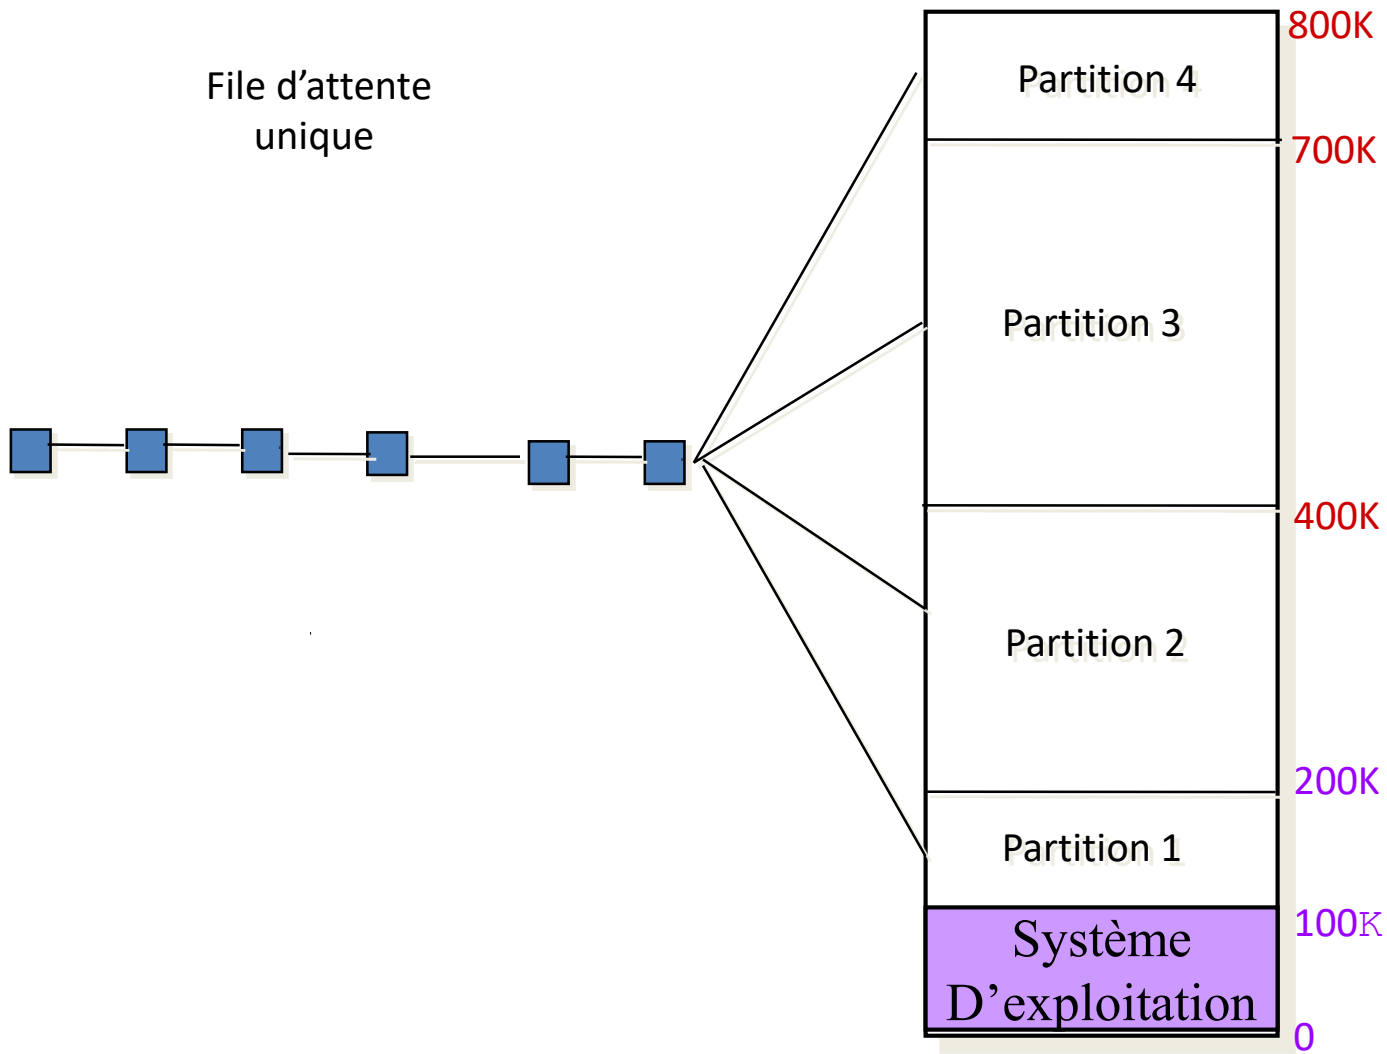 File d’attente
unique
800K
Partition 4
700K
Partition 3
400K
Partition 2
200K
Partition 1
100K
Système
D’exploitation
0